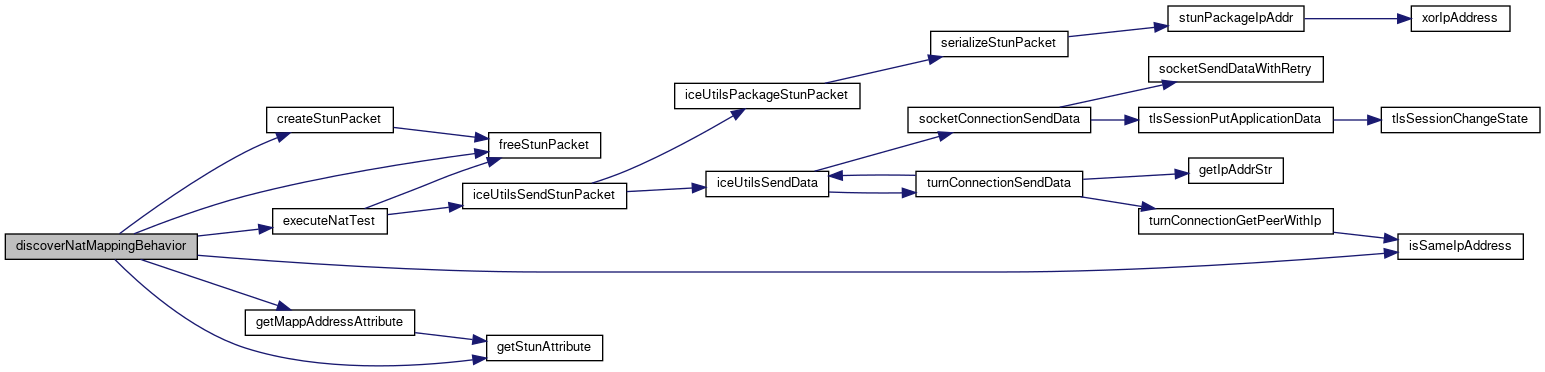 stunPackageIpAddr
xorIpAddress
serializeStunPacket
socketSendDataWithRetry
iceUtilsPackageStunPacket
createStunPacket
socketConnectionSendData
tlsSessionPutApplicationData
tlsSessionChangeState
freeStunPacket
getIpAddrStr
iceUtilsSendData
turnConnectionSendData
iceUtilsSendStunPacket
executeNatTest
turnConnectionGetPeerWithIp
discoverNatMappingBehavior
isSameIpAddress
getMappAddressAttribute
getStunAttribute